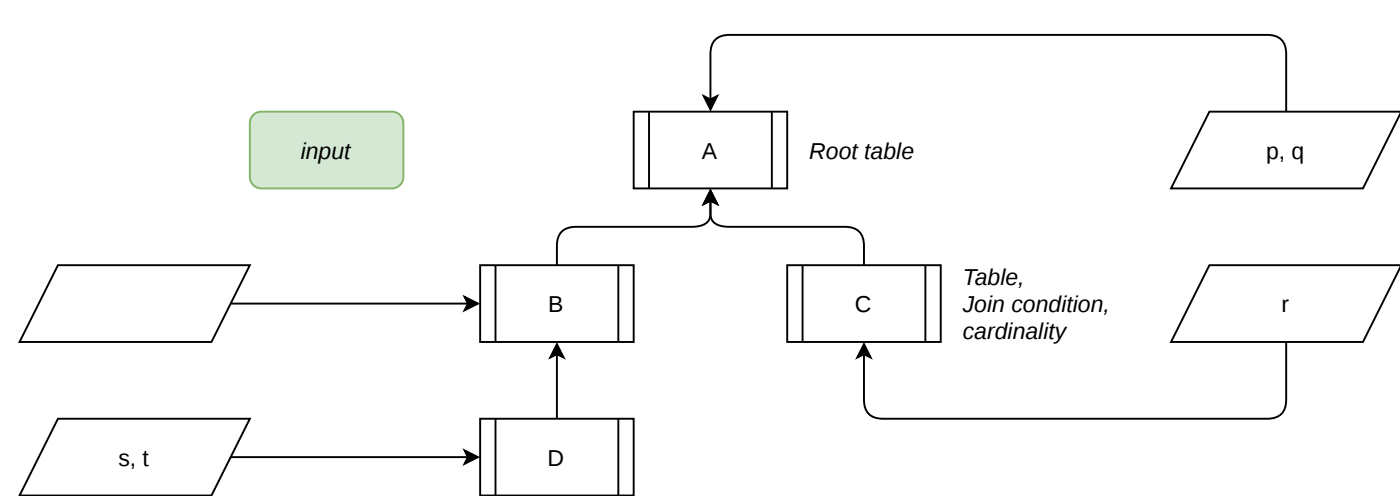 input
A
Root table
p, q
B
C
Table,
Join condition,
cardinality
r
s, t
D